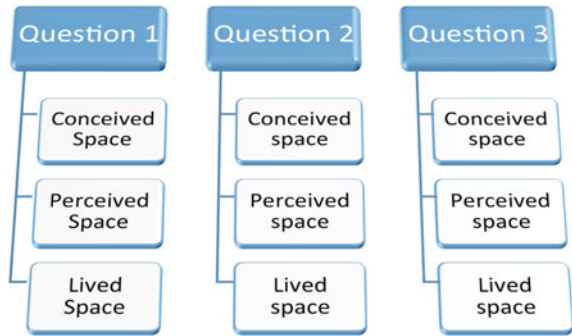 Question 1
Conceived
Space
Perceived
Space
Lived
Space
Question 2
Conceived
space
Perceived
space
Lived
space
Question 3
Conceived
space
Perceived
space
Lived
space